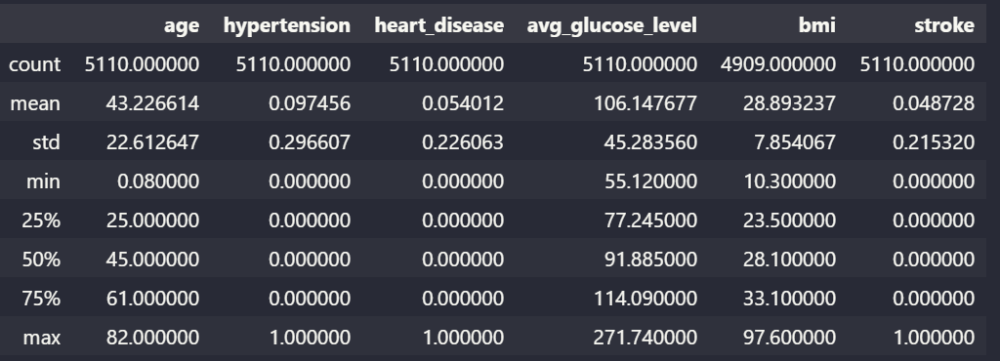 age hypertension heart_disease avg_glucose_level bmi stroke
count 5110.000000 5110.000000 5110.000000 5110.000000 4909.000000 5110.000000
mean 43.226614 0.097456 0.054012 106.147677 28.893237 0.048728
std 22.612647 0.296607 0.226063 45.283560 7.854067 0.215320
min 0.080000 0.000000 0.000000 55.120000 10.300000 0.000000
25% 25.000000 0.000000 0.000000 77.245000 23.500000 0.000000
50% 45.000000 0.000000 0.000000 91.885000 28.100000 0.000000
75% 61.000000 0.000000 0.000000 114.090000 33.100000 0.000000
max 82.000000 1.000000 1.000000 271.740000 97.600000 1.000000